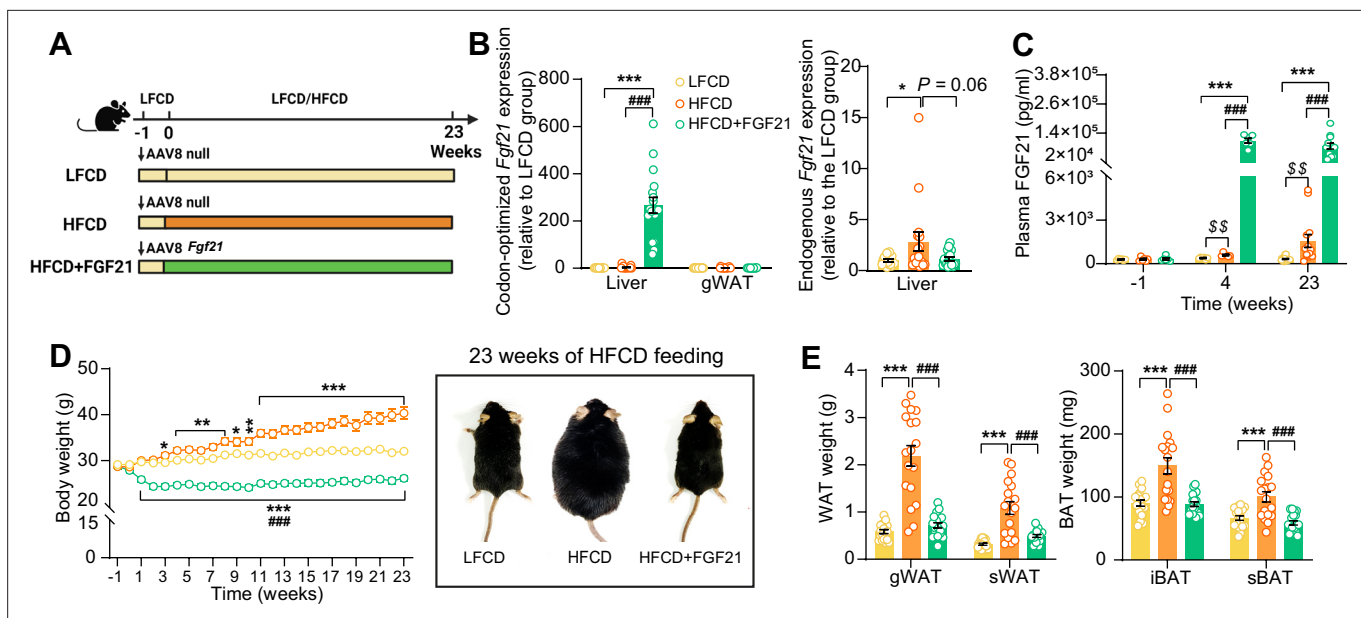 A
LFCD
LFCD/HFCD
-1
0
23
Weeks
AAV8 null
LFCD
AAV8 null
HFCD
AAV8 Fgf21
HFCD+FGF21
B
Codon-optimized Fgf21 expression
(relative to LFCD group)
800
600
400
200
0
***
###
Liver
gWAT
LFCD
HFCD
HFCD+FGF21
Endogenous Fgf21 expression
(relative to the LFCD group)
20
15
10
5
0
*
P = 0.06
Liver
C
Plasma FGF21 (pg/ml)
3.8×10⁵
2.6×10⁵
1.4×10⁵
2×10⁴
6×10³
3×10³
0
***
###
$$
***
###
$$
-1
4
23
Time (weeks)
D
Body weight (g)
50
40
30
20
15
0
*
**
*
**
***
***
###
-1 1 3 5 7 9 11 13 15 17 19 21 23
Time (weeks)
23 weeks of HFCD feeding
LFCD
HFCD
HFCD+FGF21
E
WAT weight (g)
4
3
2
1
0
***
###
***
###
gWAT
sWAT
BAT weight (mg)
300
200
100
0
***
###
***
###
iBAT
sBAT